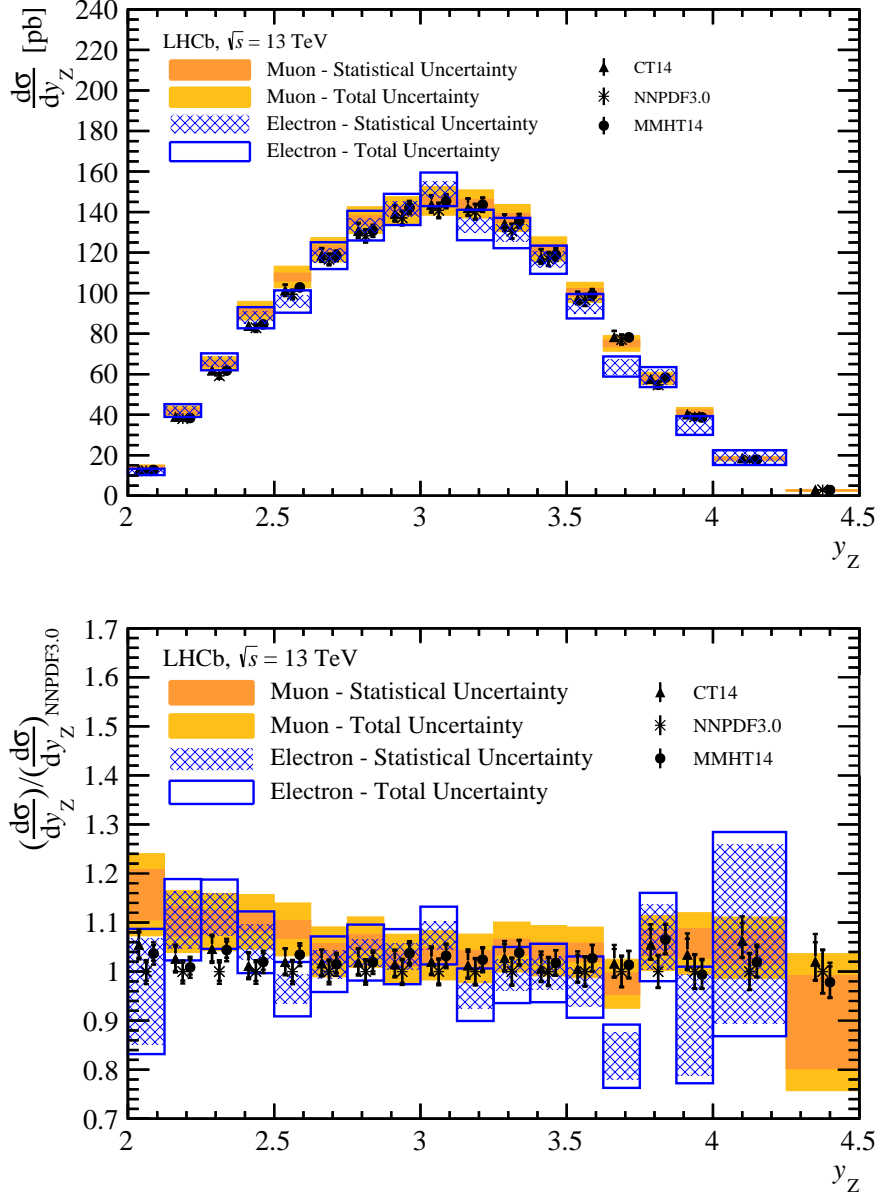 240
220
200
180
160
140
120
100
80
60
40
20
0
dσ/dy_Z [pb]
LHCb, √s = 13 TeV
Muon - Statistical Uncertainty
Muon - Total Uncertainty
Electron - Statistical Uncertainty
Electron - Total Uncertainty
CT14
NNPDF3.0
MMHT14
2 2.5 3 3.5 4 4.5
y_Z
1.7
1.6
1.5
1.4
1.3
1.2
1.1
1
0.9
0.8
0.7
(dσ/dy_Z)/(dσ/dy_Z)_NNPDF3.0
LHCb, √s = 13 TeV
Muon - Statistical Uncertainty
Muon - Total Uncertainty
Electron - Statistical Uncertainty
Electron - Total Uncertainty
CT14
NNPDF3.0
MMHT14
2 2.5 3 3.5 4 4.5
y_Z